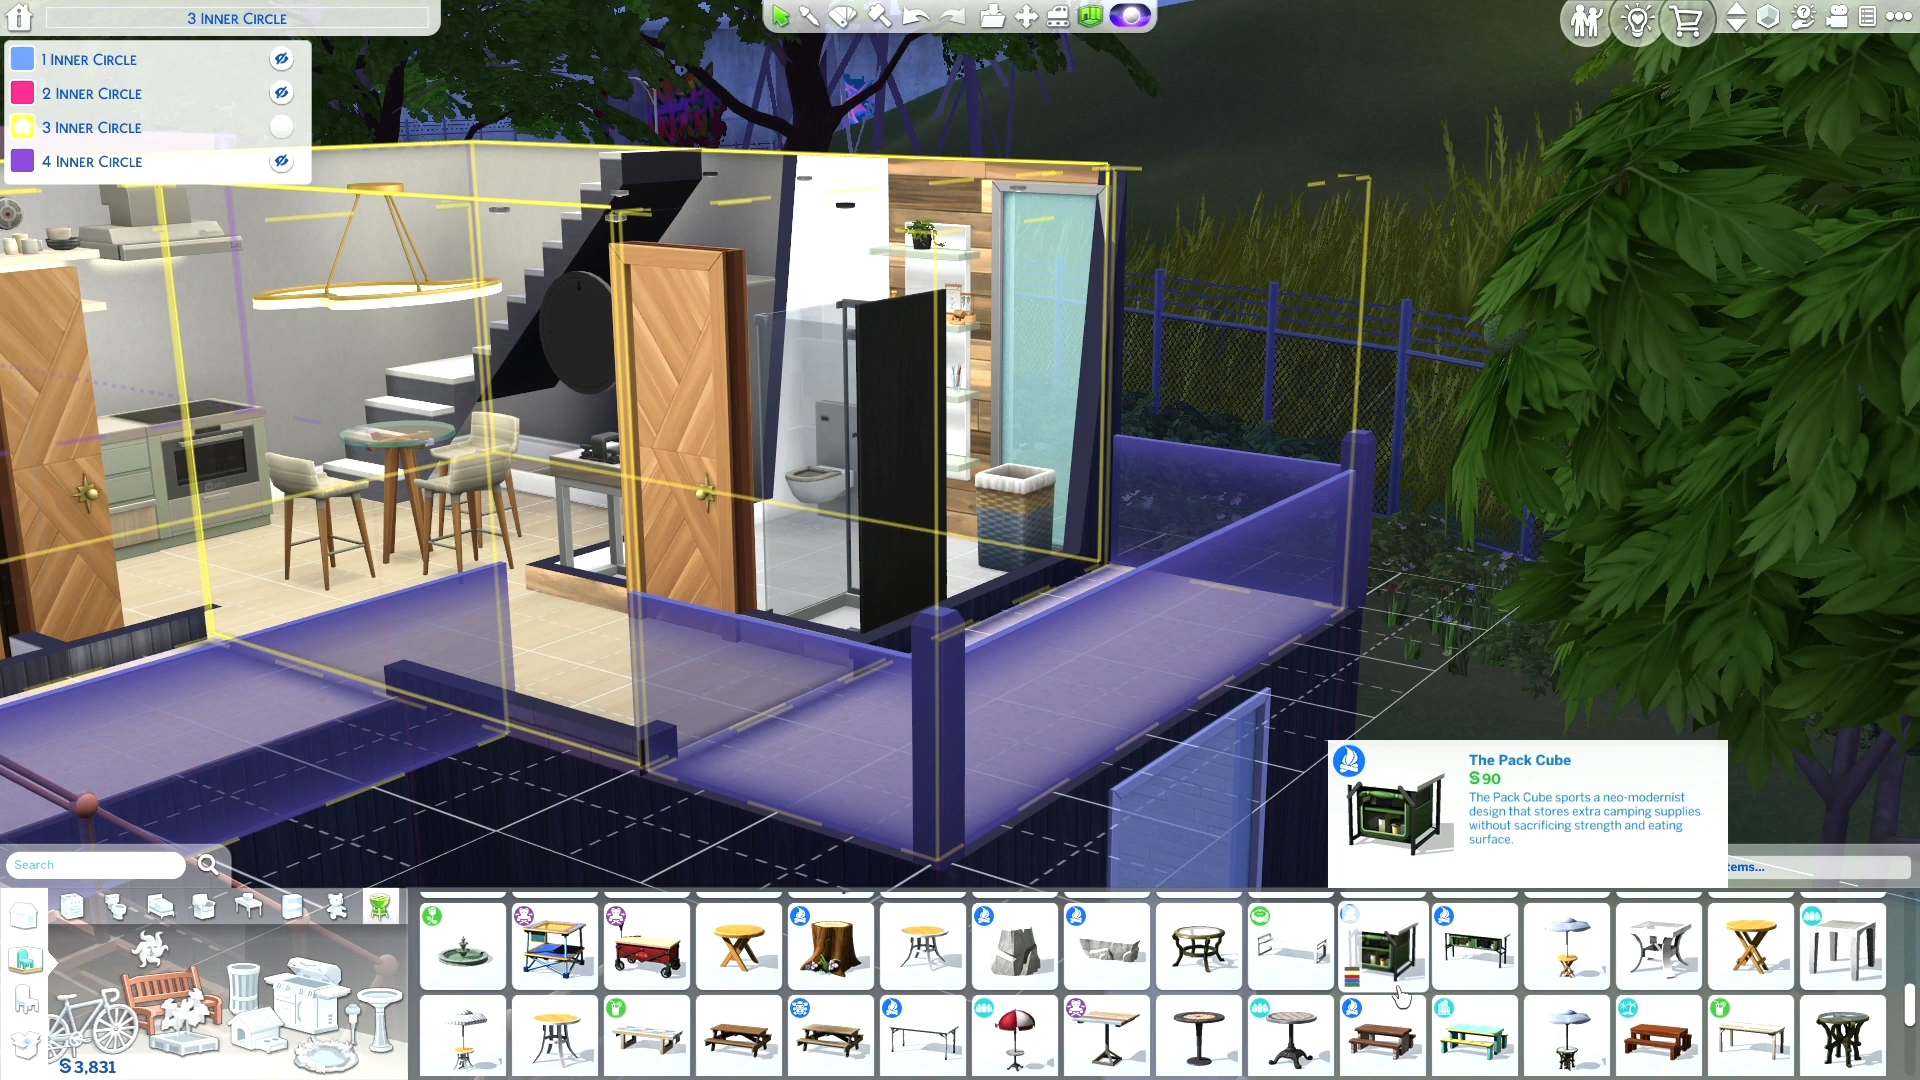 3 Inner Circle
1 Inner Circle
2 Inner Circle
3 Inner Circle
4 Inner Circle
The Pack Cube
§90
The Pack Cube sports a neo-modernist
design that stores extra camping supplies
without sacrificing strength and eating
surface.
Search
tems...
§3,831